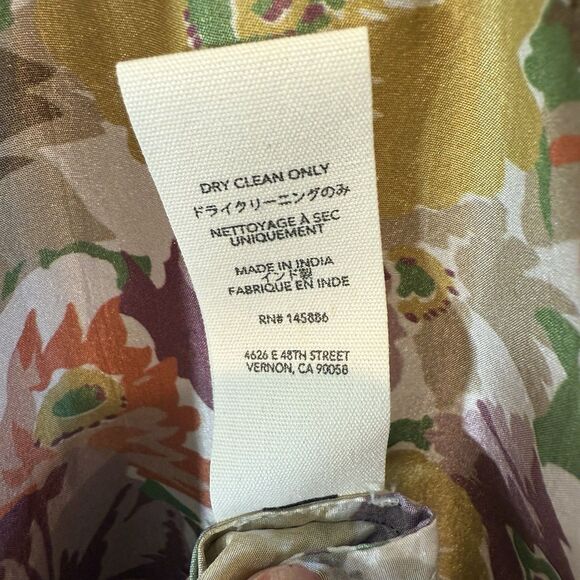 DRY CLEAN ONLY
ドライクリーニングのみ
NETTOYAGE À SEC
UNIQUEMENT
MADE IN INDIA
インド製
FABRIQUE EN INDE
RN# 145886
4626 E 48TH STREET
VERNON, CA 90058